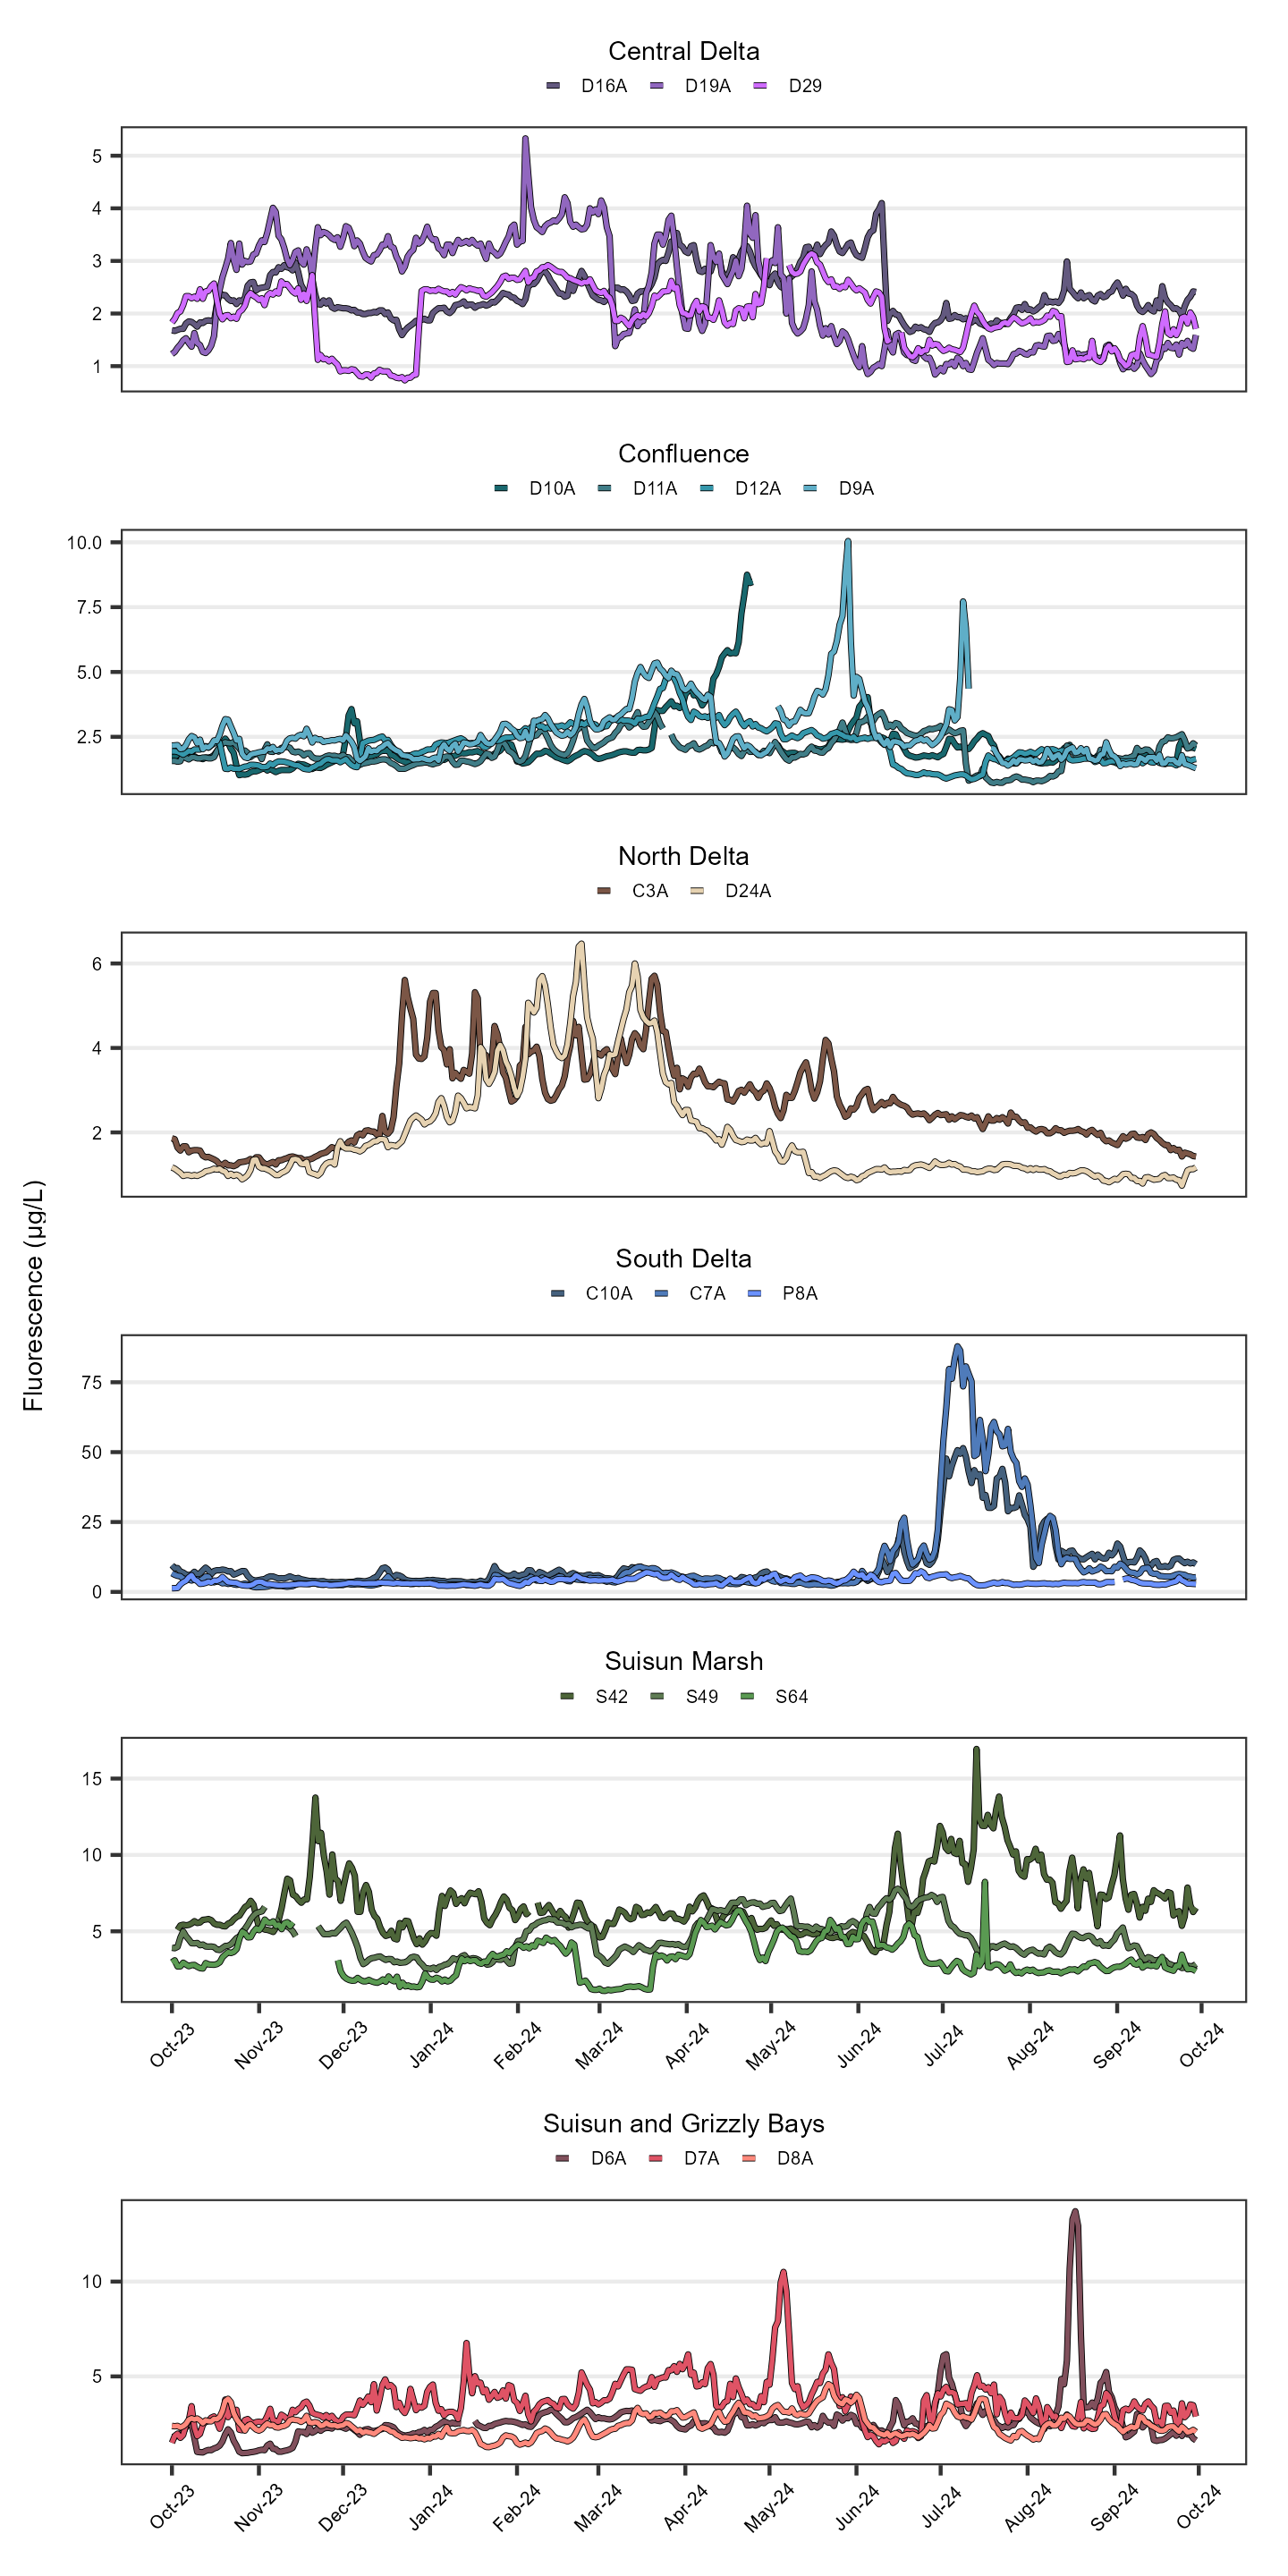 Central Delta
D16A D19A D29
5
4
3
2
1
Confluence
D10A D11A D12A D9A
10.0
7.5
5.0
2.5
North Delta
C3A D24A
6
4
2
Fluorescence (µg/L)
South Delta
C10A C7A P8A
75
50
25
0
Suisun Marsh
S42 S49 S64
15
10
5
Oct-23 Nov-23 Dec-23 Jan-24 Feb-24 Mar-24 Apr-24 May-24 Jun-24 Jul-24 Aug-24 Sep-24 Oct-24
Suisun and Grizzly Bays
D6A D7A D8A
10
5
Oct-23 Nov-23 Dec-23 Jan-24 Feb-24 Mar-24 Apr-24 May-24 Jun-24 Jul-24 Aug-24 Sep-24 Oct-24